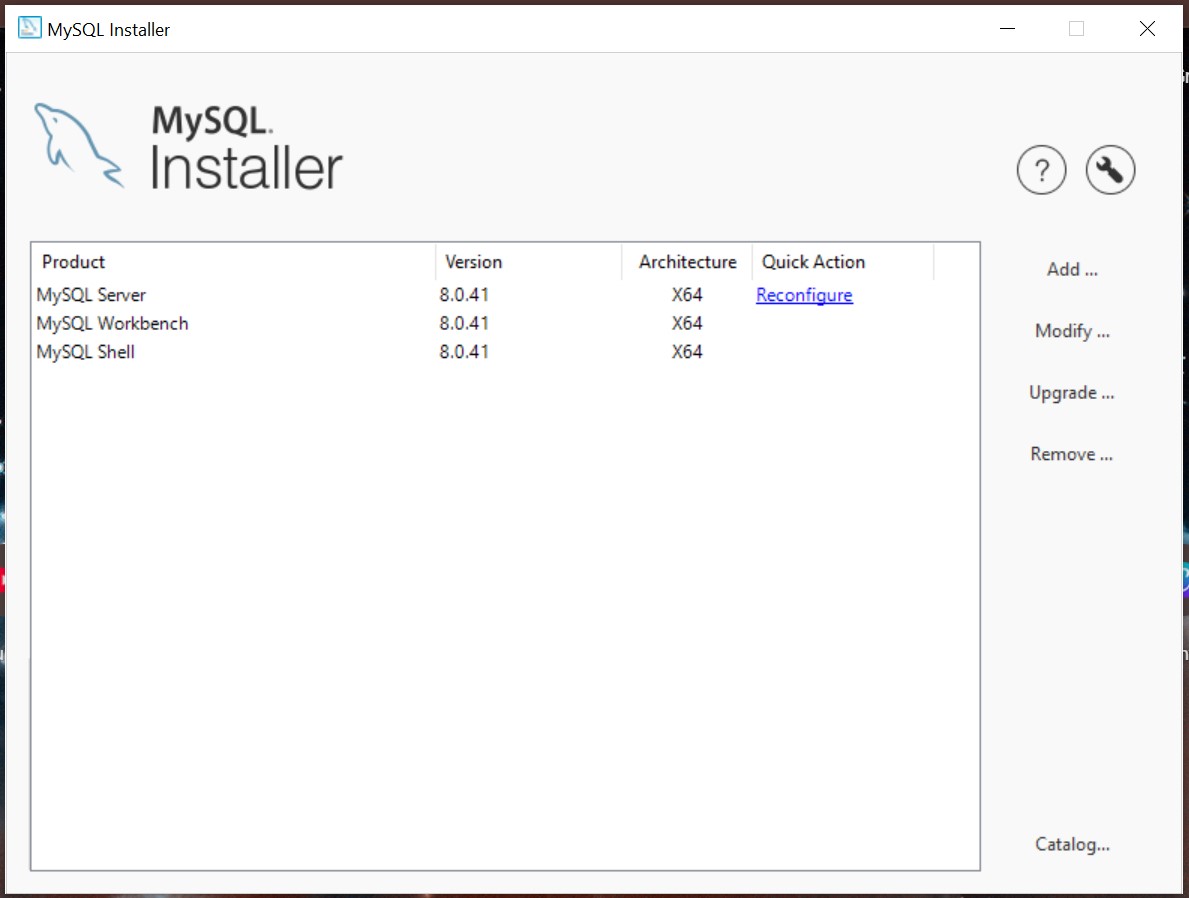 MySQL Installer
MySQL.
Installer
?
Product Version Architecture Quick Action
MySQL Server 8.0.41 X64 Reconfigure
MySQL Workbench 8.0.41 X64
MySQL Shell 8.0.41 X64
Add ...
Modify ...
Upgrade ...
Remove ...
Catalog...